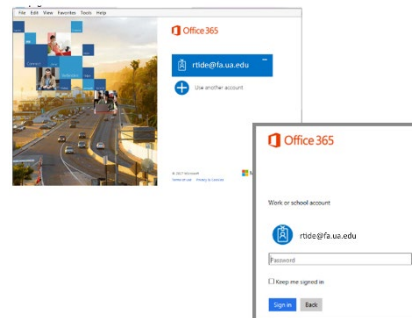 File Edit View Favorites Tools Help
Office 365
rtide@fa.ua.edu
Use another account
© 2017 Microsoft
Terms of use Privacy & Cookies
Office 365
Work or school account
rtide@fa.ua.edu
Password
Keep me signed in
Sign in Back